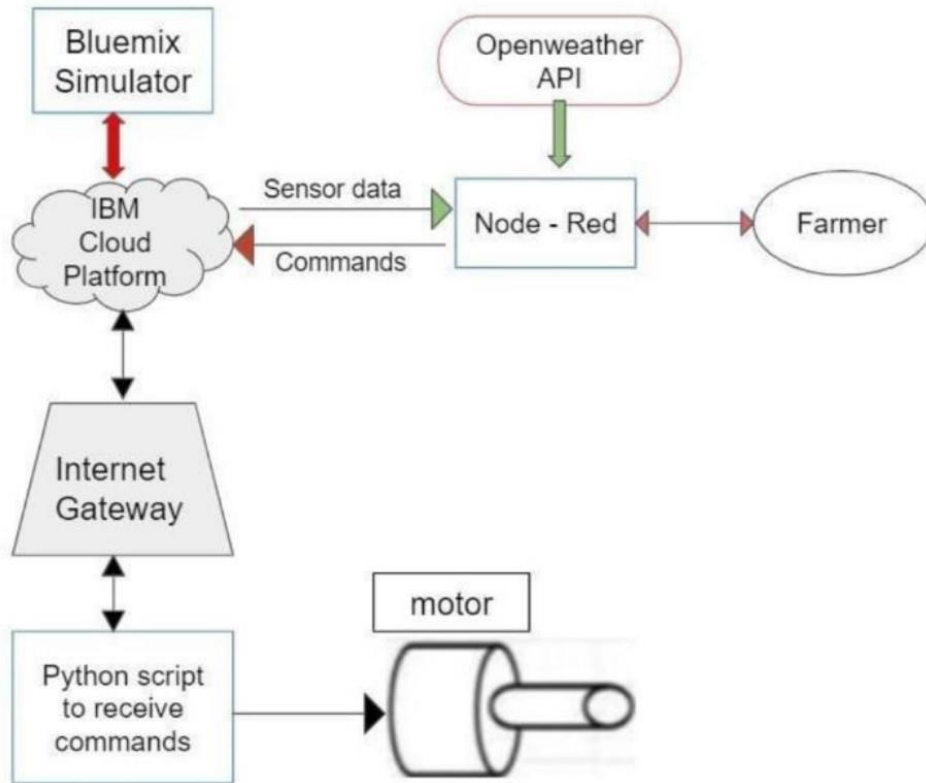 Bluemix
Simulator
Openweather
API
IBM
Cloud
Platform
Sensor data
Commands
Node - Red
Farmer
Internet
Gateway
motor
Python script
to receive
commands